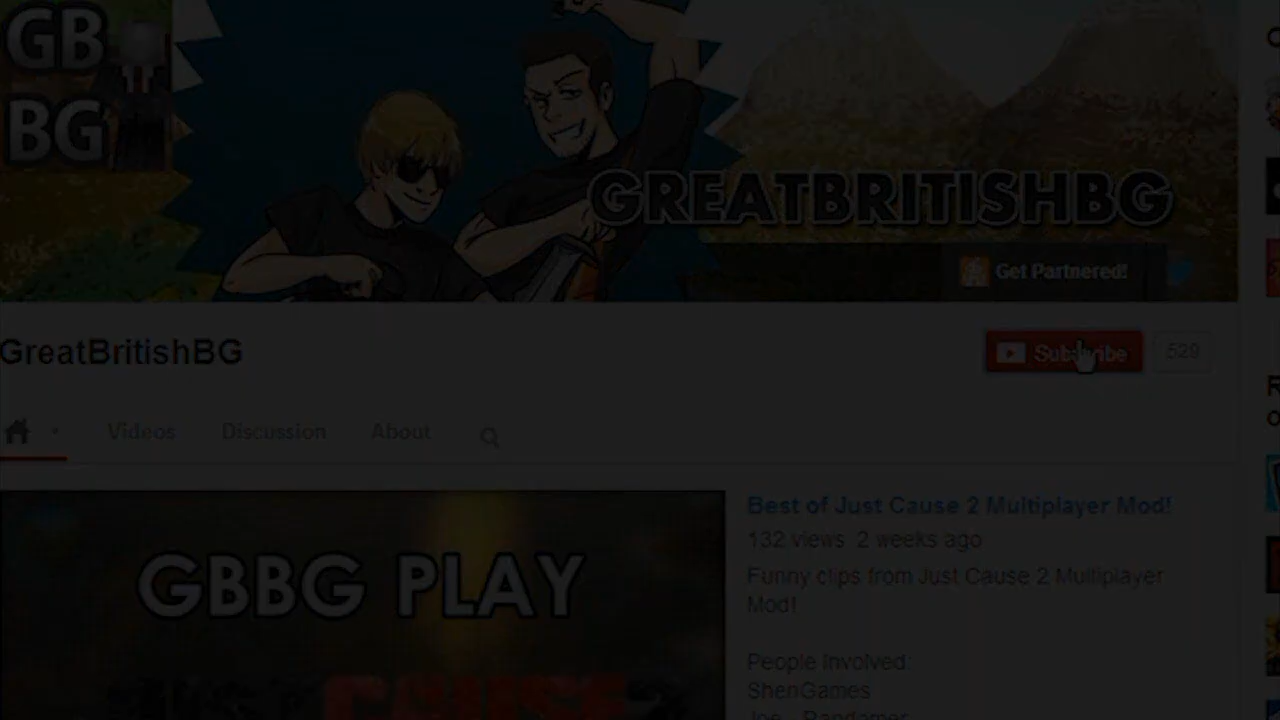 GB
BG
GREATBRITISHBG
Get Partnered!
GreatBritishBG
Subscribe 529
Videos Discussion About
Best of Just Cause 2 Multiplayer Mod!
132 views 2 weeks ago
GBBG PLAY
Funny clips from Just Cause 2 Multiplayer
Mod!
People Involved:
ShenGames
CAUSE